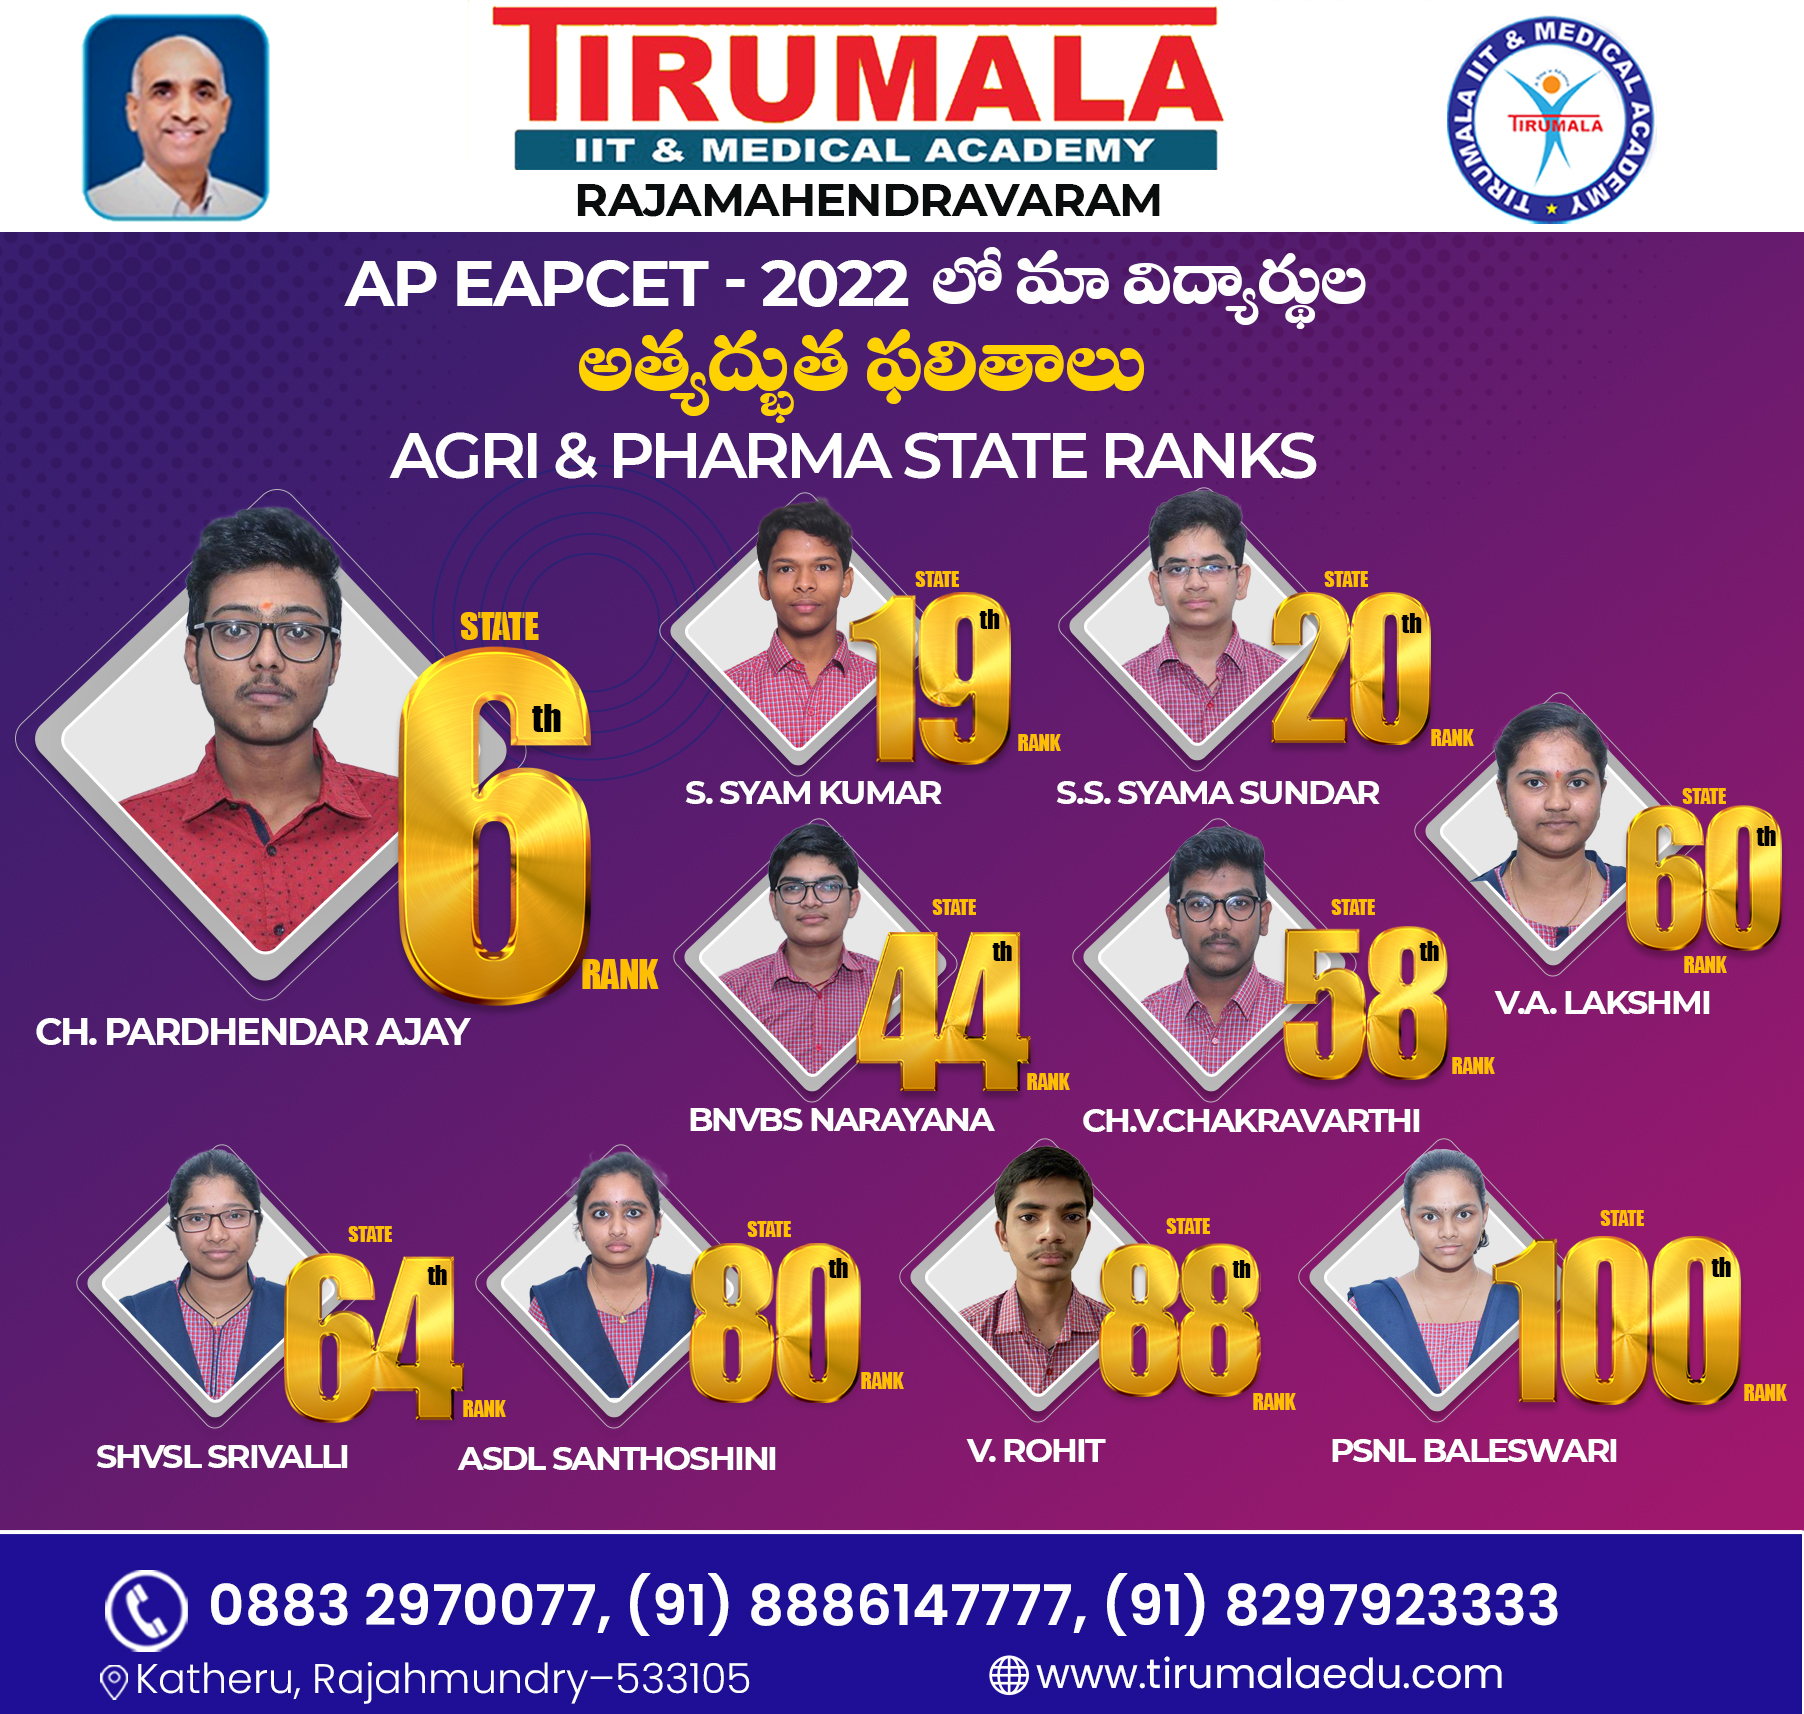 TIRUMALA
IIT & MEDICAL ACADEMY
RAJAMAHENDRAVARAM
TIRUMALA IIT & MEDICAL ACADEMY
TIRUMALA
AP EAPCET - 2022 లో మా విద్యార్థుల
అత్యద్భుత ఫలితాలు
AGRI & PHARMA STATE RANKS
STATE
6th
RANK
CH. PARDHENDAR AJAY
STATE
19th
RANK
S. SYAM KUMAR
STATE
20th
RANK
S.S. SYAMA SUNDAR
STATE
60th
RANK
V.A. LAKSHMI
STATE
44th
RANK
BNVBS NARAYANA
STATE
58th
RANK
CH.V.CHAKRAVARTHI
STATE
64th
RANK
SHVSL SRIVALLI
STATE
80th
RANK
ASDL SANTHOSHINI
STATE
88th
RANK
V. ROHIT
STATE
100th
RANK
PSNL BALESWARI
0883 2970077, (91) 8886147777, (91) 8297923333
Katheru, Rajahmundry–533105
www.tirumalaedu.com